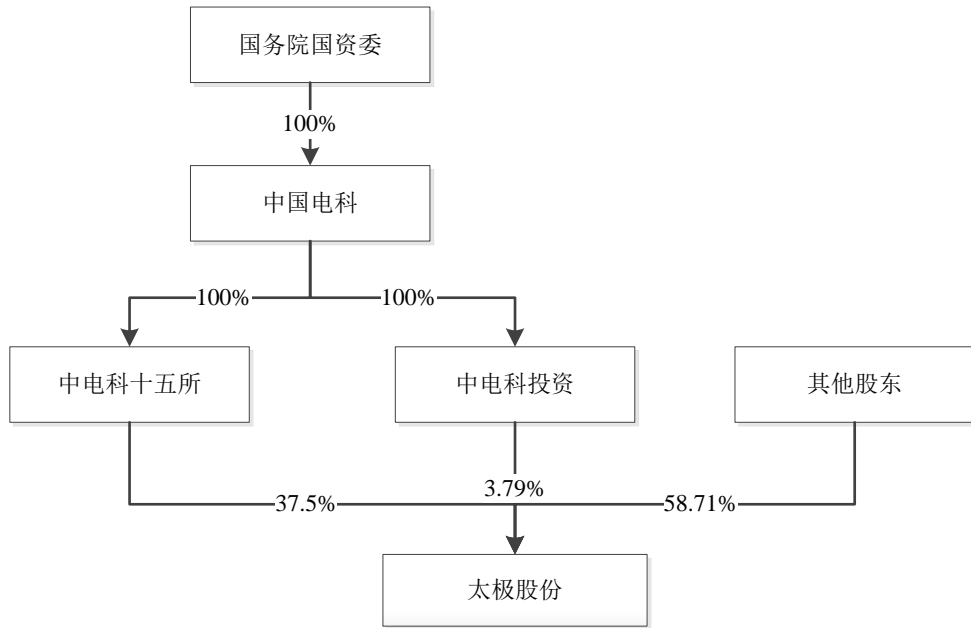 国务院国资委
100%
中国电科
100%
100%
中电科十五所
中电科投资
其他股东
37.5%
3.79%
58.71%
太极股份